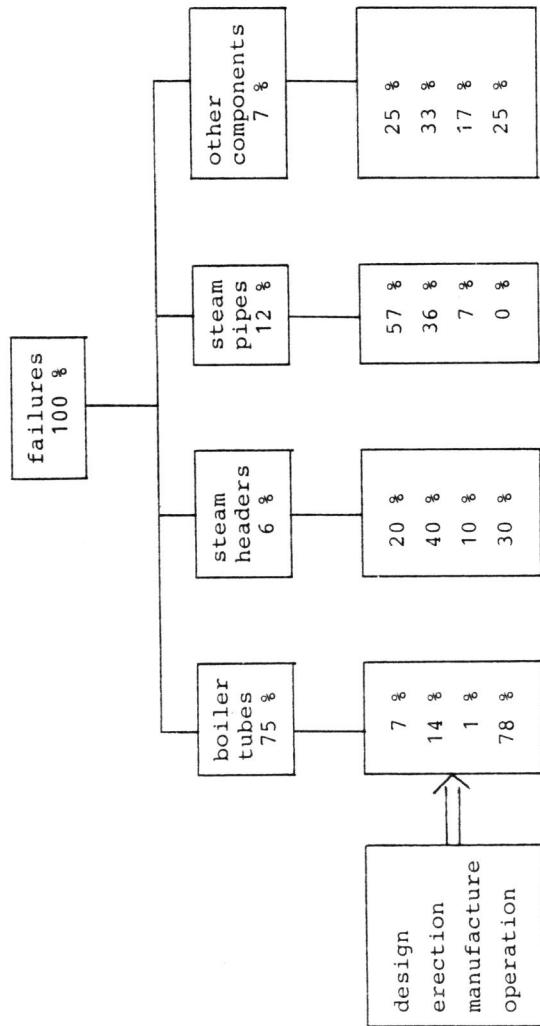 failures
100 %
boiler
tubes
75 %
steam
headers
6 %
steam
pipes
12 %
other
components
7 %
design
erection
manufacture
operation
7 %
14 %
1 %
78 %
20 %
40 %
10 %
30 %
57 %
36 %
7 %
0 %
25 %
33 %
17 %
25 %